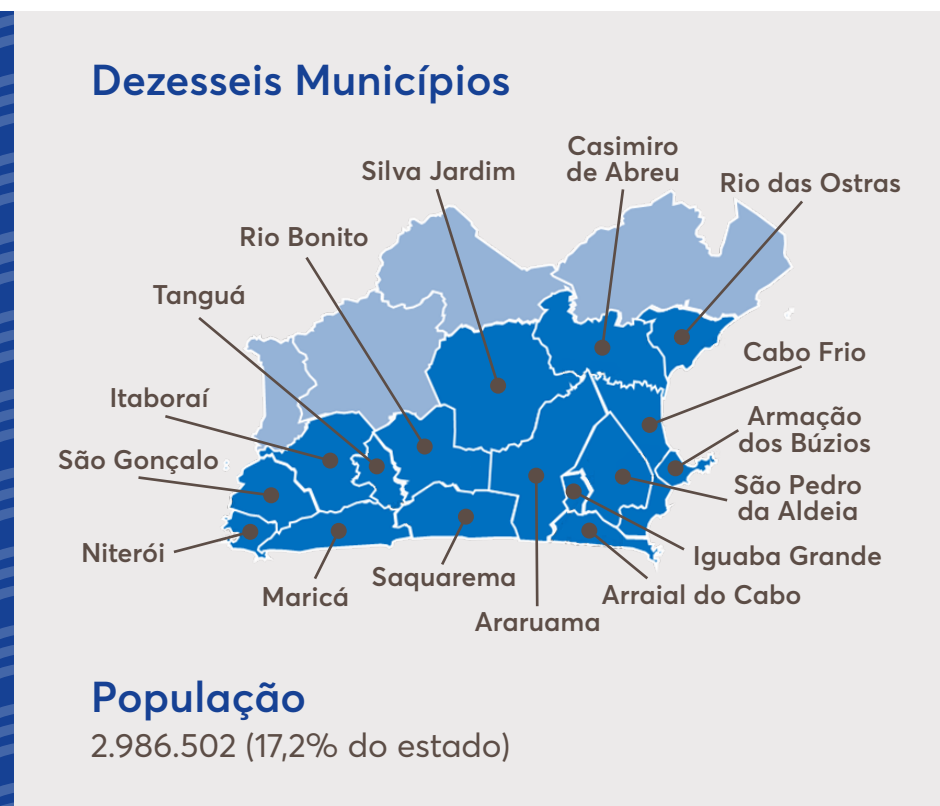 Dezesseis Municípios
Casimiro
de Abreu
Silva Jardim
Rio das Ostras
Rio Bonito
Tanguá
Cabo Frio
Itaboraí
Armação
dos Búzios
São Gonçalo
São Pedro
da Aldeia
Niterói
Iguaba Grande
Saquarema
Maricá
Arraial do Cabo
Araruama
População
2.986.502 (17,2% do estado)